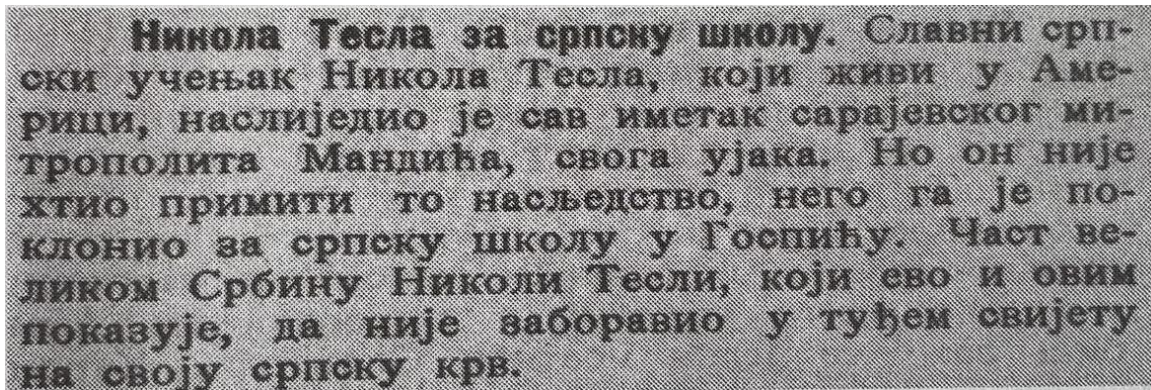 Никола Тесла за српску школу. Славни срп-
ски учењак Никола Тесла, који живи у Аме-
рици, наслиједио је сав иметак сарајевског ми-
трополита Мандића, свога ујака. Но он није
хтио примити то насљедство, него га је по-
клонио за српску школу у Госпићу. Част ве-
ликом Србину Николи Тесли, који ево и овим
показује, да није заборавио у туђем свијету
на своју српску крв.